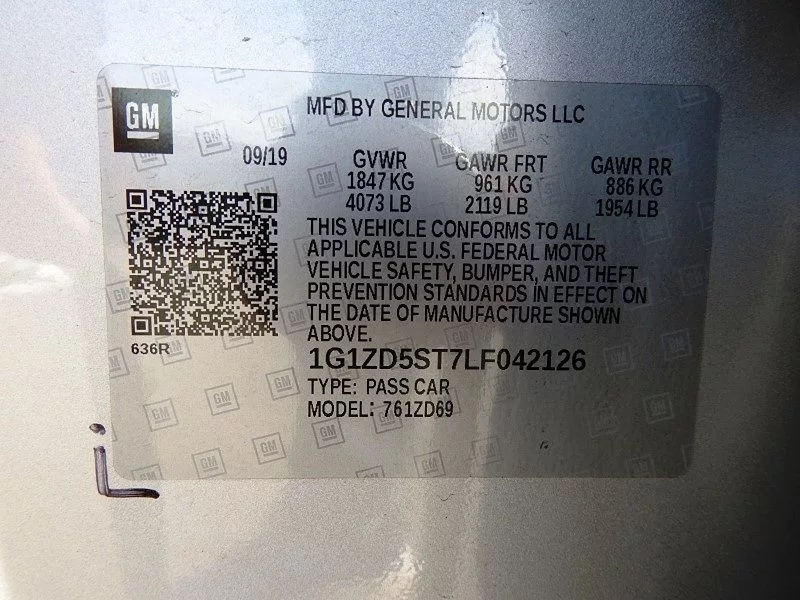 GM
MFD BY GENERAL MOTORS LLC
09/19 GVWR GAWR FRT GAWR RR
1847 KG 961 KG 886 KG
4073 LB 2119 LB 1954 LB
THIS VEHICLE CONFORMS TO ALL
APPLICABLE U.S. FEDERAL MOTOR
VEHICLE SAFETY, BUMPER, AND THEFT
PREVENTION STANDARDS IN EFFECT ON
THE DATE OF MANUFACTURE SHOWN
ABOVE.
636R
1G1ZD5ST7LF042126
TYPE: PASS CAR
MODEL: 761ZD69